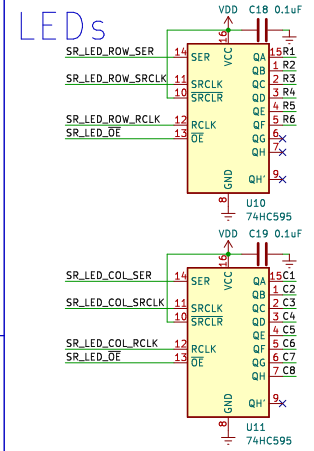 LEDs
VDD C18 0.1uF
16
VCC
SR_LED_ROW_SER 14 SER QA 15 R1
QB 1 R2
SR_LED_ROW_SRCLK 11 SRCLK QC 2 R3
10 SRCLR QD 3 R4
QE 4 R5
SR_LED_ROW_RCLK 12 RCLK QF 5 R6
SR_LED_OE 13 OE QG 6
QH 7
QH' 9
GND
8
U10
74HC595
VDD C19 0.1uF
16
VCC
SR_LED_COL_SER 14 SER QA 15 C1
QB 1 C2
SR_LED_COL_SRCLK 11 SRCLK QC 2 C3
10 SRCLR QD 3 C4
QE 4 C5
SR_LED_COL_RCLK 12 RCLK QF 5 C6
SR_LED_OE 13 OE QG 6 C7
QH 7 C8
QH' 9
GND
8
U11
74HC595